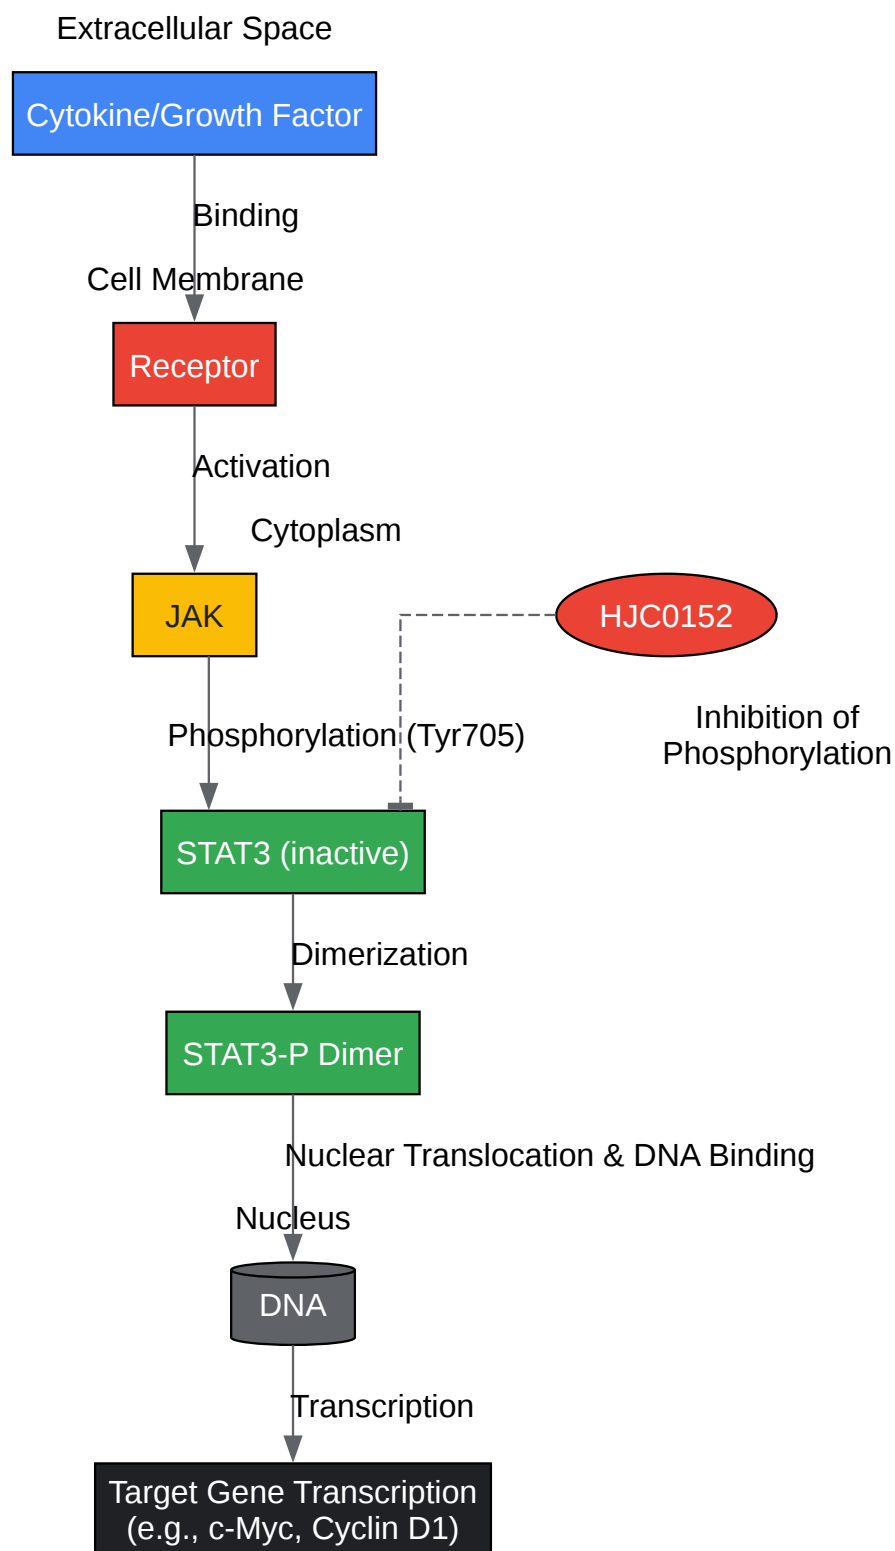 Extracellular Space
Cytokine/Growth Factor
Binding
Cell Membrane
Receptor
Activation
Cytoplasm
JAK
HJC0152
Phosphorylation (Tyr705)
Inhibition of
Phosphorylation
STAT3 (inactive)
Dimerization
STAT3-P Dimer
Nuclear Translocation & DNA Binding
Nucleus
DNA
Transcription
Target Gene Transcription
(e.g., c-Myc, Cyclin D1)